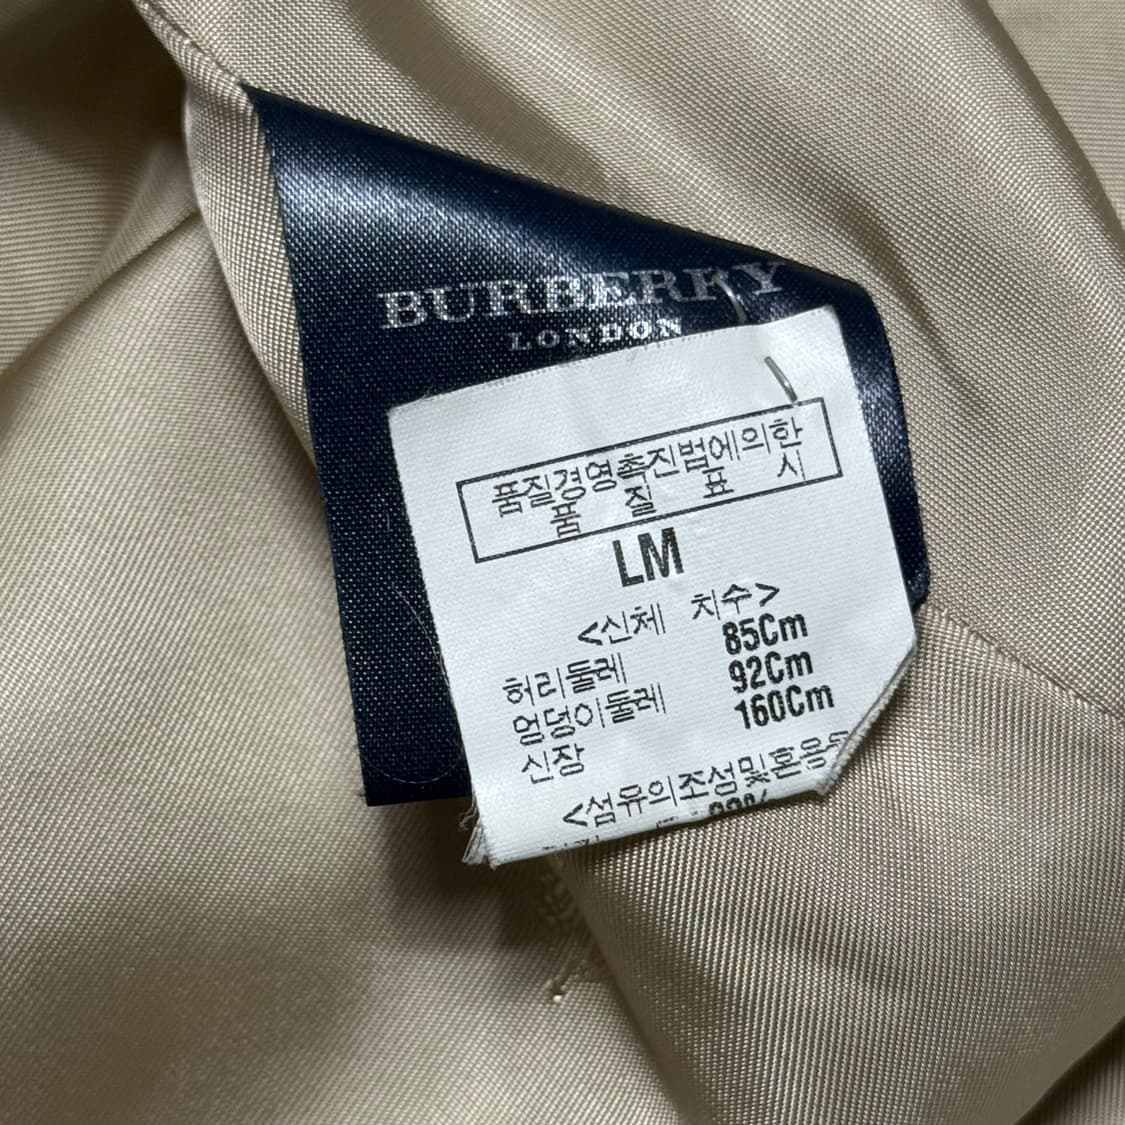 BURBERRY
LONDON
품질경영촉진법에의한
품 질 표 시
LM
<신체 치수>
허리둘레 85Cm
엉덩이둘레 92Cm
신장 160Cm
<섬유의조성및혼용